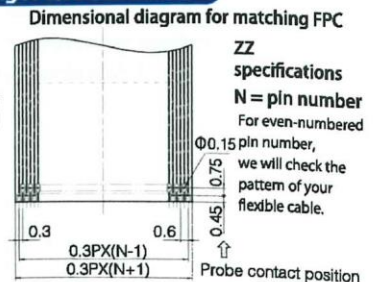 Dimensional diagram for matching FPC
ZZ
specifications
N = pin number
For even-numbered
Φ0.15 pin number,
we will check the
pattern of your
flexible cable.
0.75
0.45
0.3
0.6
0.3PX(N-1)
0.3PX(N+1)
Probe contact position